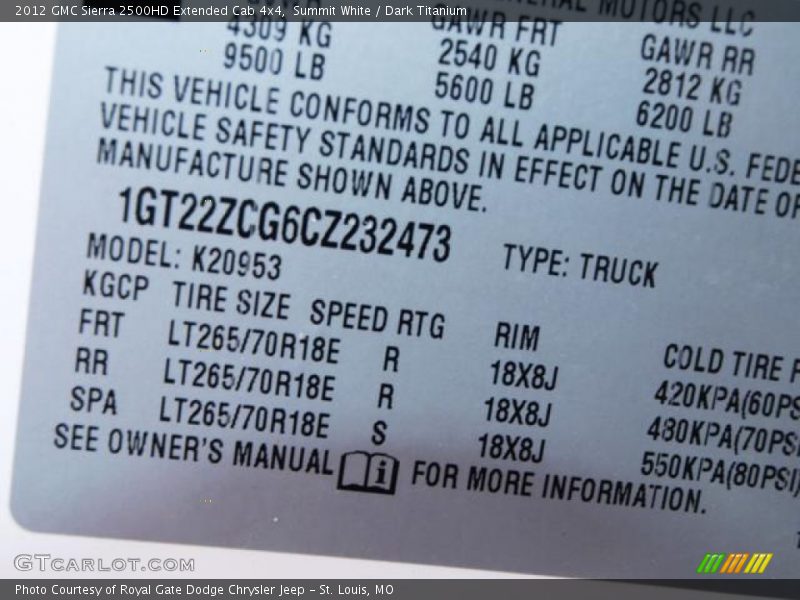 2012 GMC Sierra 2500HD Extended Cab 4x4, Summit White / Dark Titanium
GENERAL MOTORS LLC
GAWR FRT GAWR RR
4309 KG 2540 KG 2812 KG
9500 LB 5600 LB 6200 LB
THIS VEHICLE CONFORMS TO ALL APPLICABLE U.S. FEDE
VEHICLE SAFETY STANDARDS IN EFFECT ON THE DATE OF
MANUFACTURE SHOWN ABOVE.
1GT22ZCG6CZ232473
MODEL: K20953 TYPE: TRUCK
KGCP TIRE SIZE SPEED RTG RIM COLD TIRE P
FRT LT265/70R18E R 18X8J 420KPA(60PS
RR LT265/70R18E R 18X8J 480KPA(70PSI
SPA LT265/70R18E S 18X8J 550KPA(80PSI)
SEE OWNER'S MANUAL i FOR MORE INFORMATION.
GTCARLOT.COM
Photo Courtesy of Royal Gate Dodge Chrysler Jeep – St. Louis, MO